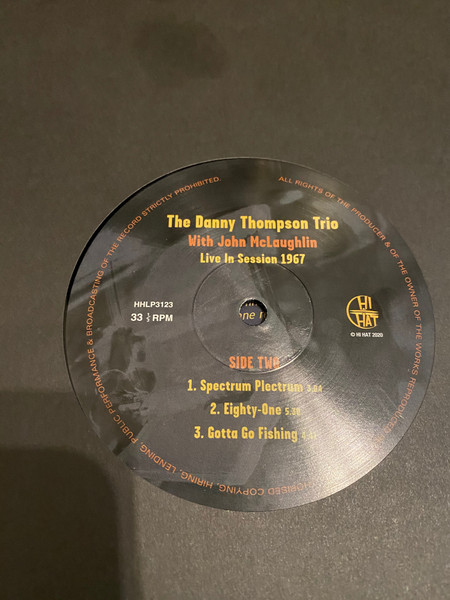 ALL RIGHTS OF THE PRODUCER & OF THE OWNER OF THE WORKS REPRODUCED
COPYING, HIRING, LENDING, PUBLIC PERFORMANCE & BROADCASTING OF THE RECORD STRICTLY PROHIBITED.
The Danny Thompson Trio
With John McLaughlin
Live In Session 1967
HHLP3123
33 ⅓ RPM
HI
HAT
© HI HAT 2020
SIDE TWO
1. Spectrum Plectrum 3.04
2. Eighty-One 5.38
3. Gotta Go Fishing